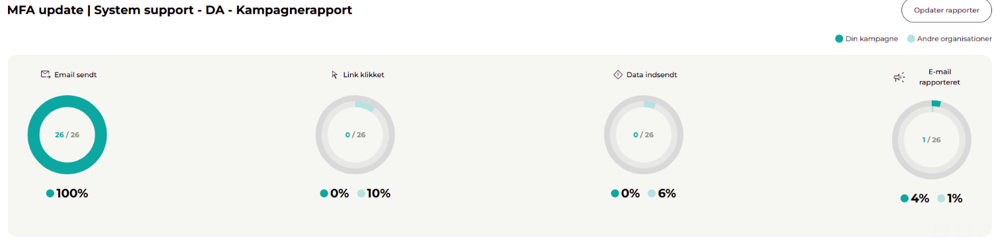 MFA update | System support - DA - Kampagnerapport
Opdater rapporter
Din kampagne
Andre organisationer
Email sendt
Link klikket
Data indsendt
E-mail
rapporteret
26 / 26
0 / 26
0 / 26
1 / 26
100%
0% 10%
0% 6%
4% 1%